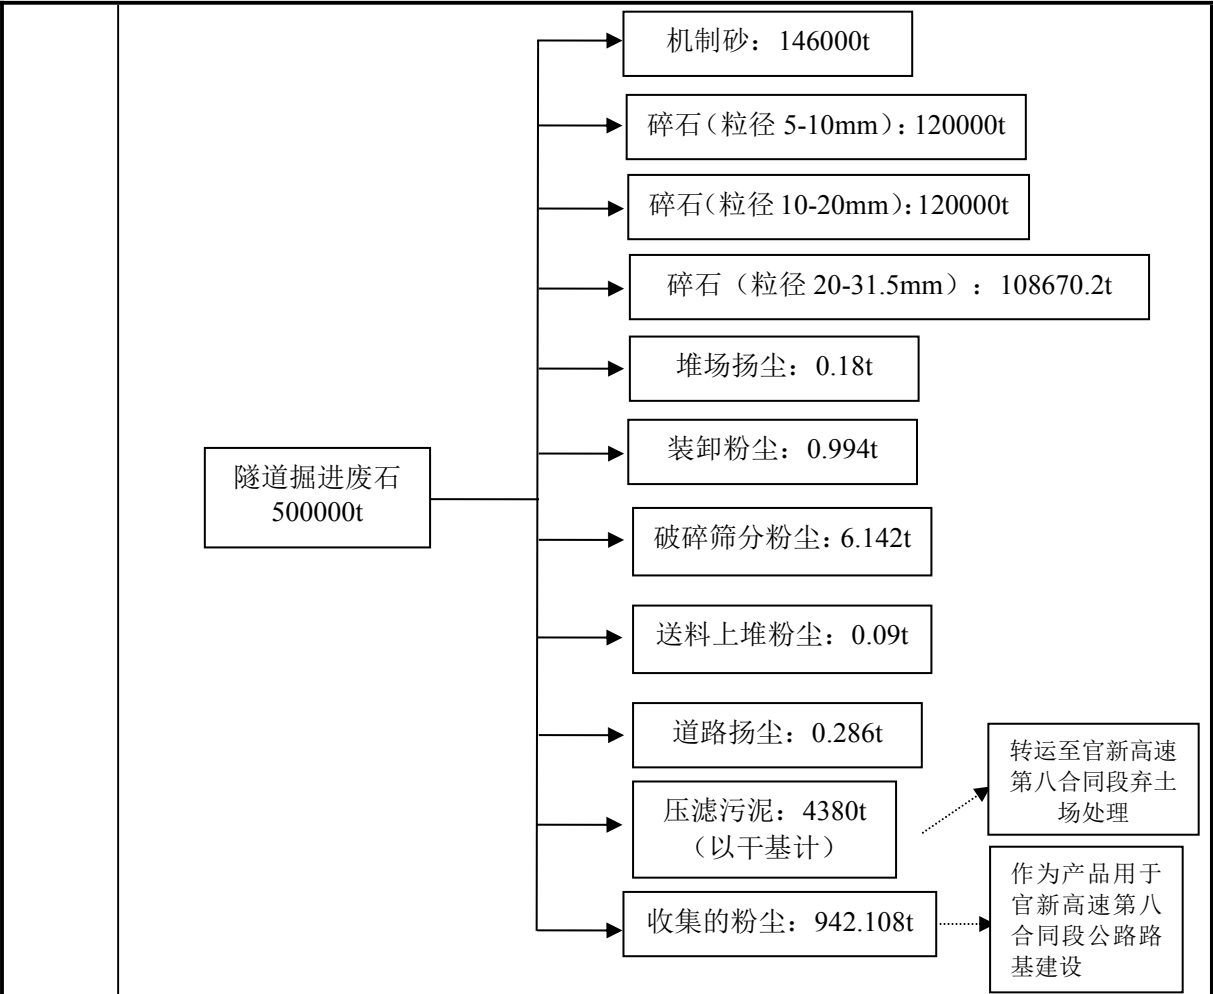 机制砂：146000t
碎石（粒径 5-10mm）：120000t
碎石（粒径 10-20mm）：120000t
碎石（粒径 20-31.5mm）：108670.2t
堆场扬尘：0.18t
装卸粉尘：0.994t
隧道掘进废石
500000t
破碎筛分粉尘：6.142t
送料上堆粉尘：0.09t
道路扬尘：0.286t
转运至官新高速
第八合同段弃土
场处理
压滤污泥：4380t
（以干基计）
收集的粉尘：942.108t
作为产品用于
官新高速第八
合同段公路路
基建设